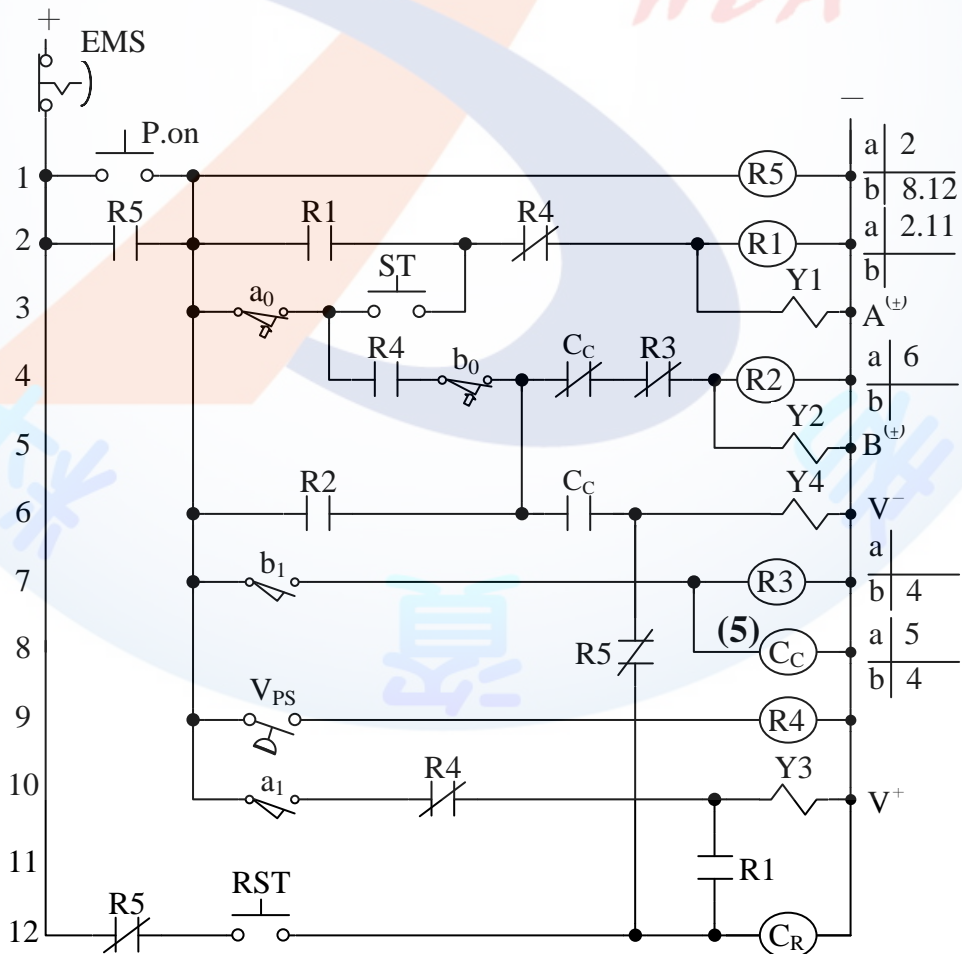 +
EMS
P.on
1 R5 a 2
b 8.12
R5 R1 R4
2 R1 a 2.11
b
ST Y1
3 a0 A(±)
R4 b0 CC R3
4 R2 a 6
b
Y2
5 B(±)
R2 CC Y4
6 V−
b1 a
7 R3 b 4
(5) a 5
8 R5 CC b 4
VPS
9 R4
a1 R4 Y3
10 V+
11 R1
R5 RST
12 CR